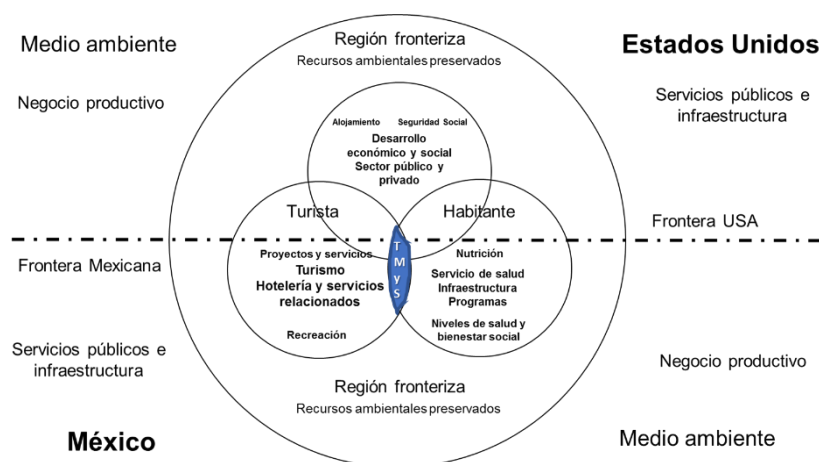 Medio ambiente
Región fronteriza
Recursos ambientales preservados
Estados Unidos
Negocio productivo
Servicios públicos e
infraestructura
Alojamiento
Seguridad Social
Desarrollo
económico y social
Sector público y
privado
Turista
Habitante
Frontera USA
Frontera Mexicana
Proyectos y servicios
Turismo
Hotelería y servicios
relacionados
Recreación
T
M
y
S
Nutrición
Servicio de salud
Infraestructura
Programas
Niveles de salud y
bienestar social
Servicios públicos e
infraestructura
Negocio productivo
Región fronteriza
Recursos ambientales preservados
México
Medio ambiente